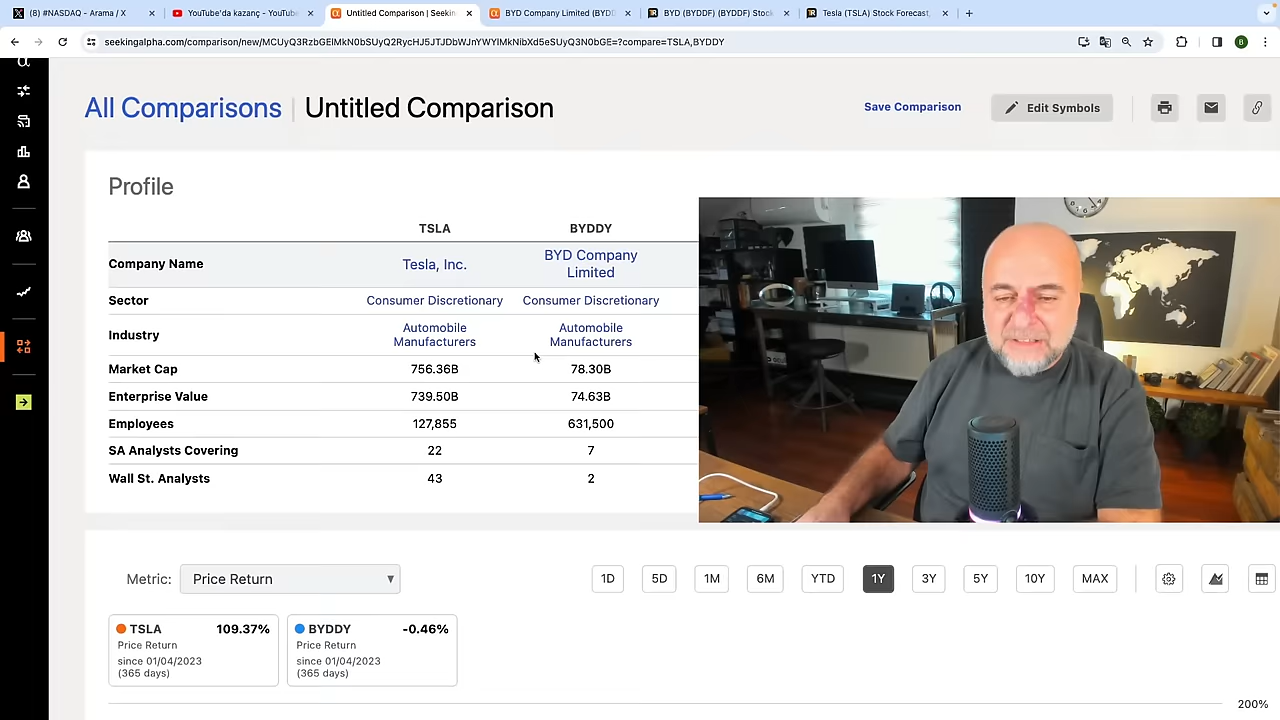 (8) #NASDAQ - Arama / X
YouTube'da kazanç - YouTube
Untitled Comparison | Seekin
BYD Company Limited (BYD
BYD (BYDDF) (BYDDF) Stoc
Tesla (TSLA) Stock Forecast,
seekingalpha.com/comparison/new/MCUyQ3RzbGElMkN0bSUyQ2RycHJ5JTJDbWJnYWYlMkNibXd5eSUyQ3N0bGE=?compare=TSLA,BYDDY
B
All Comparisons | Untitled Comparison
Save Comparison
Edit Symbols
Profile
TSLA BYDDY
Company Name Tesla, Inc. BYD Company
Limited
Sector Consumer Discretionary Consumer Discretionary
Industry Automobile Manufacturers Automobile Manufacturers
Market Cap 756.36B 78.30B
Enterprise Value 739.50B 74.63B
Employees 127,855 631,500
SA Analysts Covering 22 7
Wall St. Analysts 43 2
Metric: Price Return 1D 5D 1M 6M YTD 1Y 3Y 5Y 10Y MAX
TSLA 109.37%
Price Return
since 01/04/2023
(365 days)
BYDDY -0.46%
Price Return
since 01/04/2023
(365 days)
200%